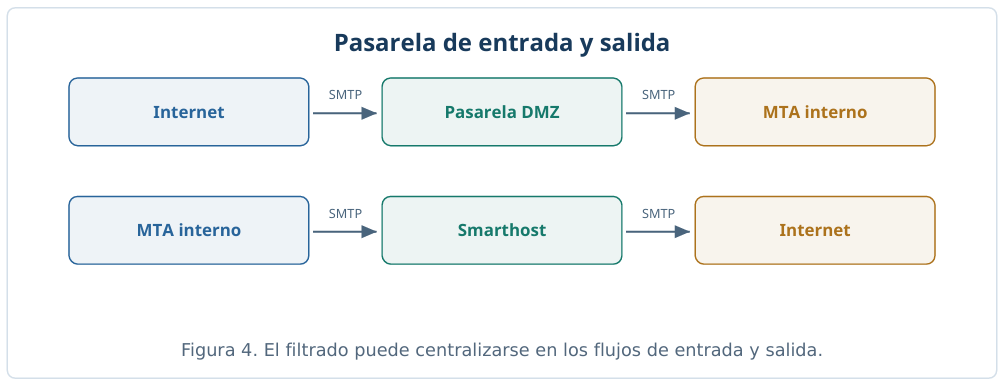 Pasarela de entrada y salida
SMTP
SMTP
Internet
Pasarela DMZ
MTA interno
SMTP
SMTP
MTA interno
Smarthost
Internet
Figura 4. El filtrado puede centralizarse en los flujos de entrada y salida.